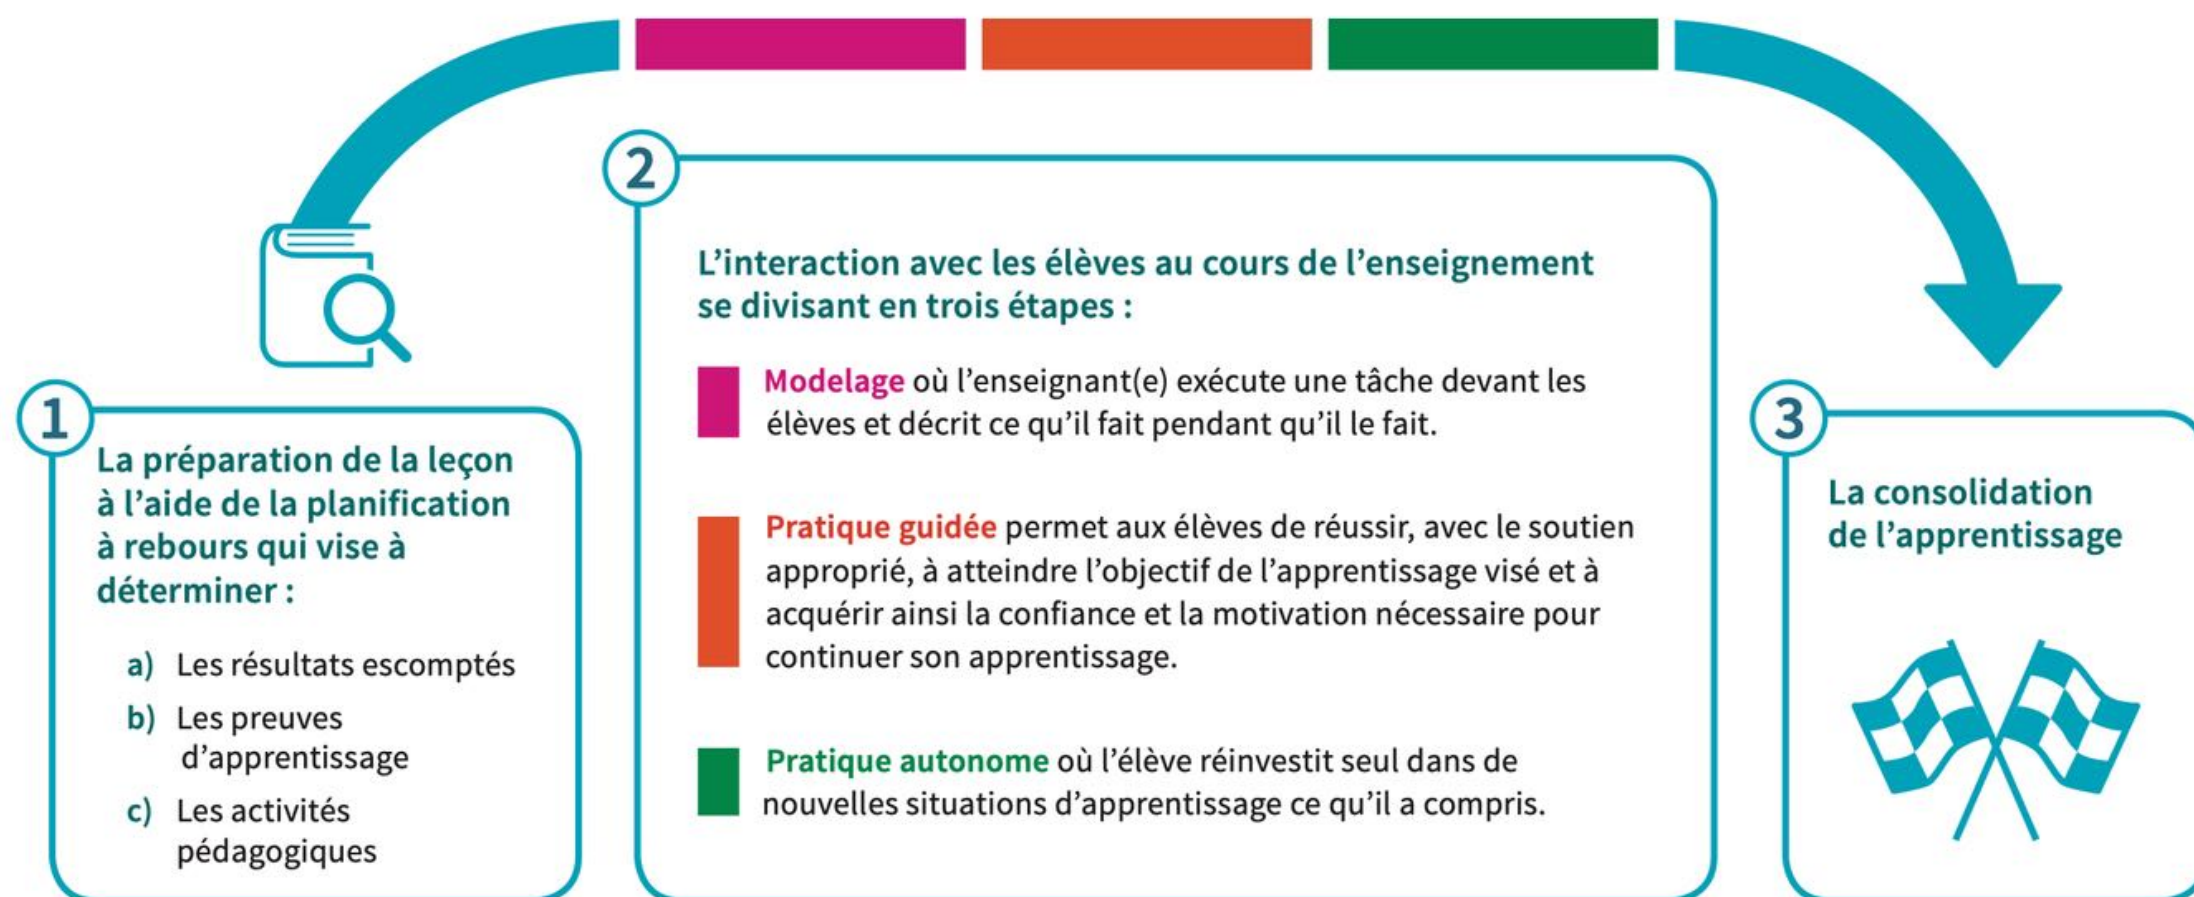 1
La préparation de la leçon
à l’aide de la planification
à rebours qui vise à
déterminer :
a) Les résultats escomptés
b) Les preuves
d’apprentissage
c) Les activités
pédagogiques
2
L’interaction avec les élèves au cours de l’enseignement
se divisant en trois étapes :
Modelage où l’enseignant(e) exécute une tâche devant les
élèves et décrit ce qu’il fait pendant qu’il le fait.
Pratique guidée permet aux élèves de réussir, avec le soutien
approprié, à atteindre l’objectif de l’apprentissage visé et à
acquérir ainsi la confiance et la motivation nécessaire pour
continuer son apprentissage.
Pratique autonome où l’élève réinvestit seul dans de
nouvelles situations d’apprentissage ce qu’il a compris.
3
La consolidation
de l’apprentissage